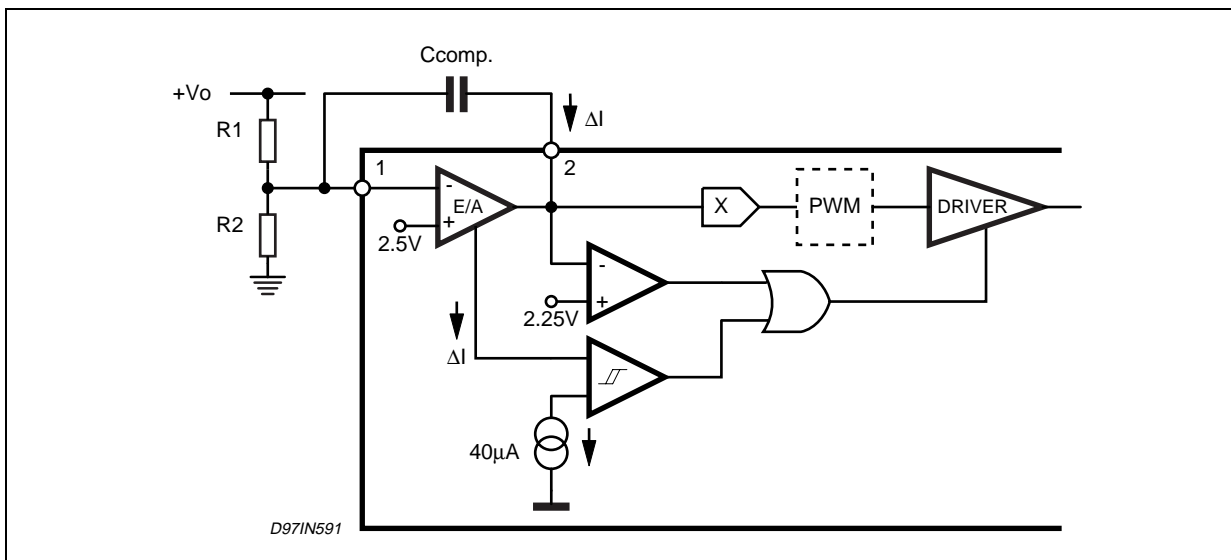 Ccomp.
+Vo
ΔI
R1
1
2
-
E/A
+
X
PWM
DRIVER
R2
2.5V
-
+
2.25V
ΔI
40μA
D97IN591